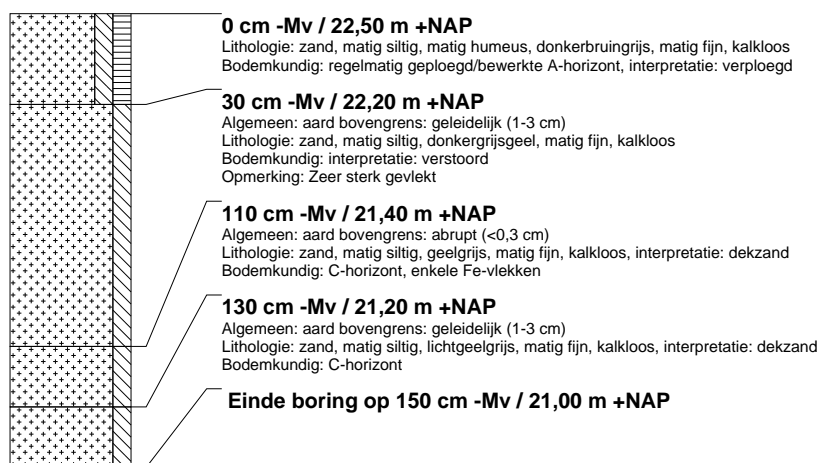 0 cm -Mv / 22,50 m +NAP
Lithologie: zand, matig siltig, matig humeus, donkerbruingrijs, matig fijn, kalkloos
Bodemkundig: regelmatig geploegd/bewerkte A-horizont, interpretatie: verploegd
30 cm -Mv / 22,20 m +NAP
Algemeen: aard bovengrens: geleidelijk (1-3 cm)
Lithologie: zand, matig siltig, donkergrijsgeel, matig fijn, kalkloos
Bodemkundig: interpretatie: verstoord
Opmerking: Zeer sterk gevlekt
110 cm -Mv / 21,40 m +NAP
Algemeen: aard bovengrens: abrupt (<0,3 cm)
Lithologie: zand, matig siltig, geelgrijs, matig fijn, kalkloos, interpretatie: dekzand
Bodemkundig: C-horizont, enkele Fe-vlekken
130 cm -Mv / 21,20 m +NAP
Algemeen: aard bovengrens: geleidelijk (1-3 cm)
Lithologie: zand, matig siltig, lichtgeelgrijs, matig fijn, kalkloos, interpretatie: dekzand
Bodemkundig: C-horizont
Einde boring op 150 cm -Mv / 21,00 m +NAP